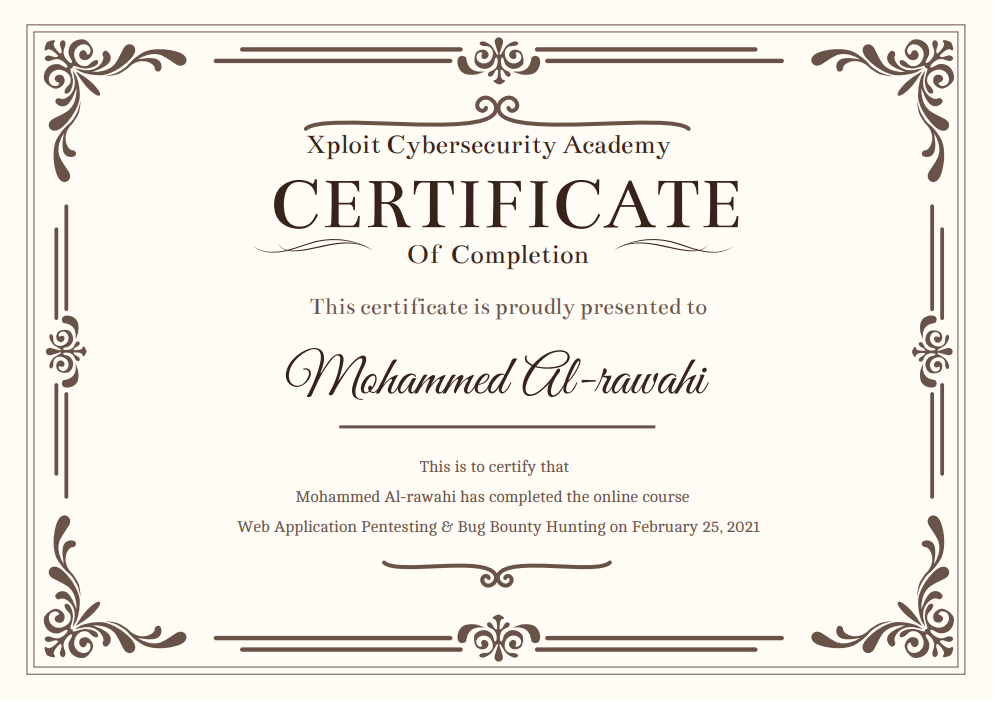 Xploit Cybersecurity Academy
CERTIFICATE
Of Completion
This certificate is proudly presented to
Mohammed Al-rawahi
This is to certify that
Mohammed Al-rawahi has completed the online course
Web Application Pentesting & Bug Bounty Hunting on February 25, 2021